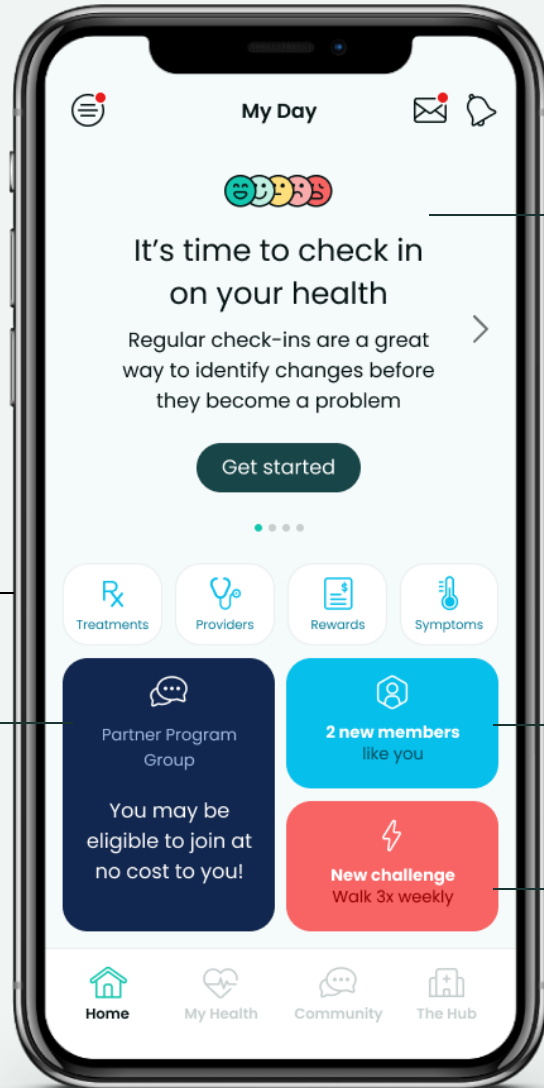 My Day
It's time to check in
on your health
Regular check-ins are a great
way to identify changes before
they become a problem
Get started
Treatments
Providers
Rewards
Symptoms
Partner Program
Group
You may be
eligible to join at
no cost to you!
2 new members
like you
New challenge
Walk 3x weekly
Home
My Health
Community
The Hub